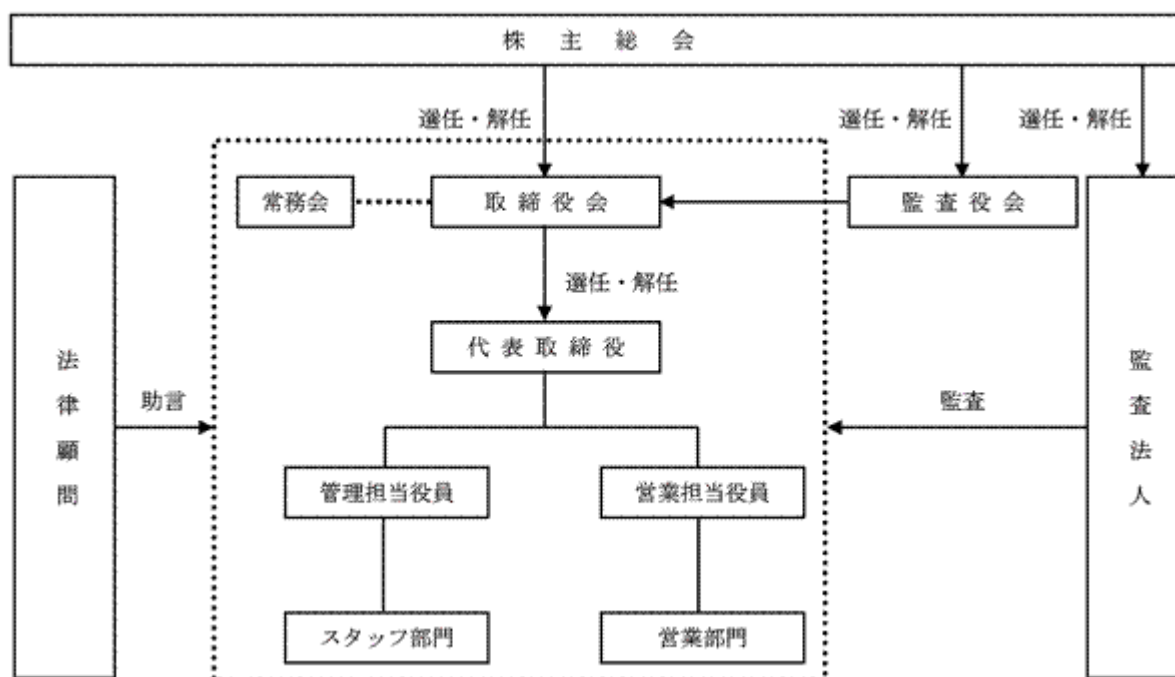 株主総会
選任・解任
選任・解任
選任・解任
常務会
取締役会
監査役会
選任・解任
代表取締役
法律顧問
助言
監査
監査法人
管理担当役員
営業担当役員
スタッフ部門
営業部門